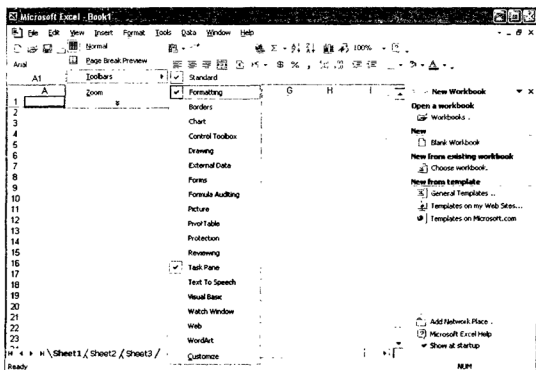 Microsoft Excel - Book1
File Edit View Insert Format Tools Data Window Help
Normal
Page Break Preview
Toolbars
Zoom
100%
Arial
A1
Standard
Formatting
Borders
Chart
Control Toolbox
Drawing
External Data
Forms
Formula Auditing
Picture
PivotTable
Protection
Reviewing
Task Pane
Text To Speech
Visual Basic
Watch Window
Web
WordArt
Customize
A G H I
1
2
3
4
5
6
7
8
9
10
11
12
13
14
15
16
17
18
19
20
21
22
23
New Workbook
Open a workbook
Workbooks .
New
Blank Workbook
New from existing workbook
Choose workbook.
New from template
General Templates ..
Templates on my Web Sites...
Templates on Microsoft.com
Add Network Place .
Microsoft Excel Help
Show at startup
Sheet1 / Sheet2 / Sheet3 /
Ready
NUM